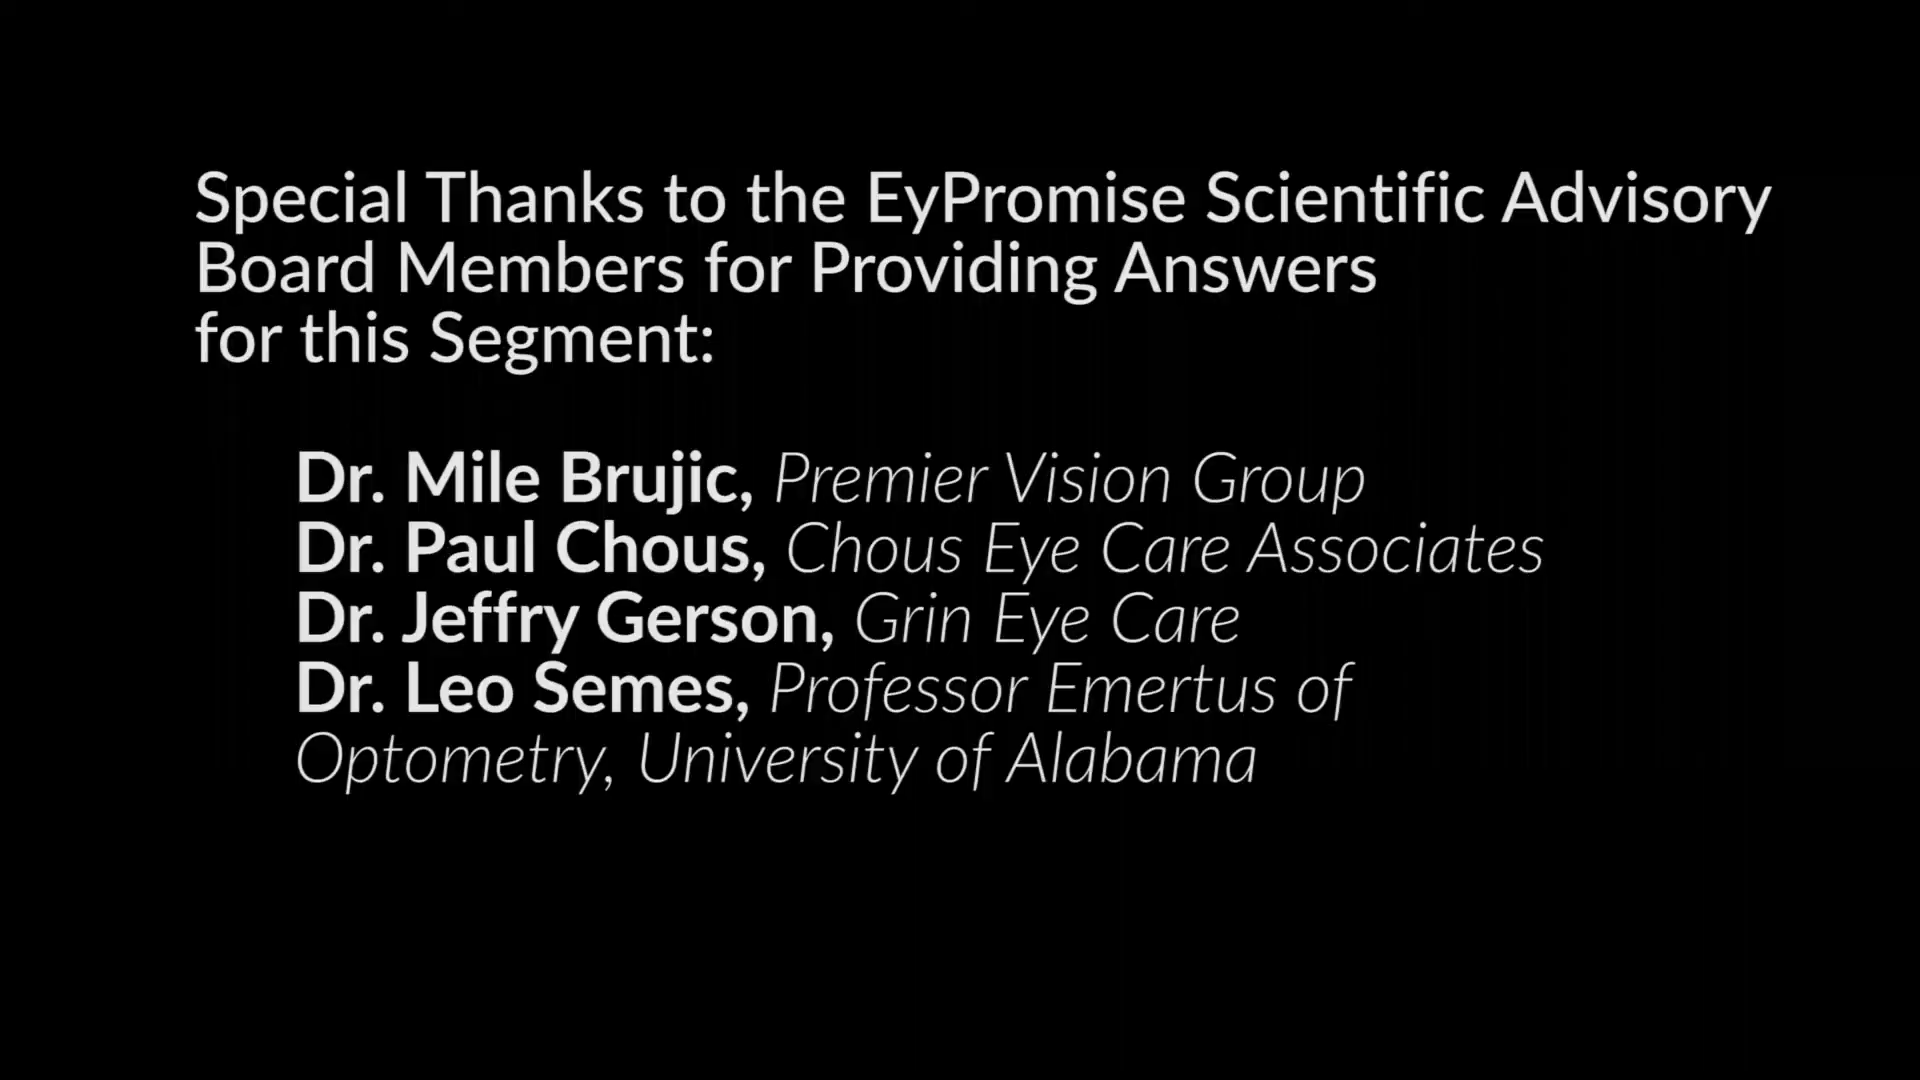 Special Thanks to the EyPromise Scientific Advisory
Board Members for Providing Answers
for this Segment:
Dr. Mile Brujic, Premier Vision Group
Dr. Paul Chous, Chous Eye Care Associates
Dr. Jeffry Gerson, Grin Eye Care
Dr. Leo Semes, Professor Emertus of
Optometry, University of Alabama